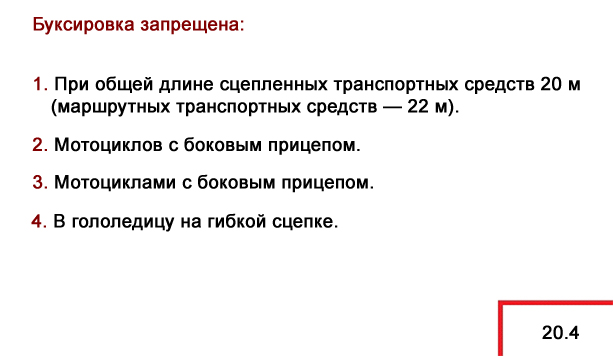 Буксировка запрещена:
1. При общей длине сцепленных транспортных средств 20 м
(маршрутных транспортных средств — 22 м).
2. Мотоциклов с боковым прицепом.
3. Мотоциклами с боковым прицепом.
4. В гололедицу на гибкой сцепке.
20.4